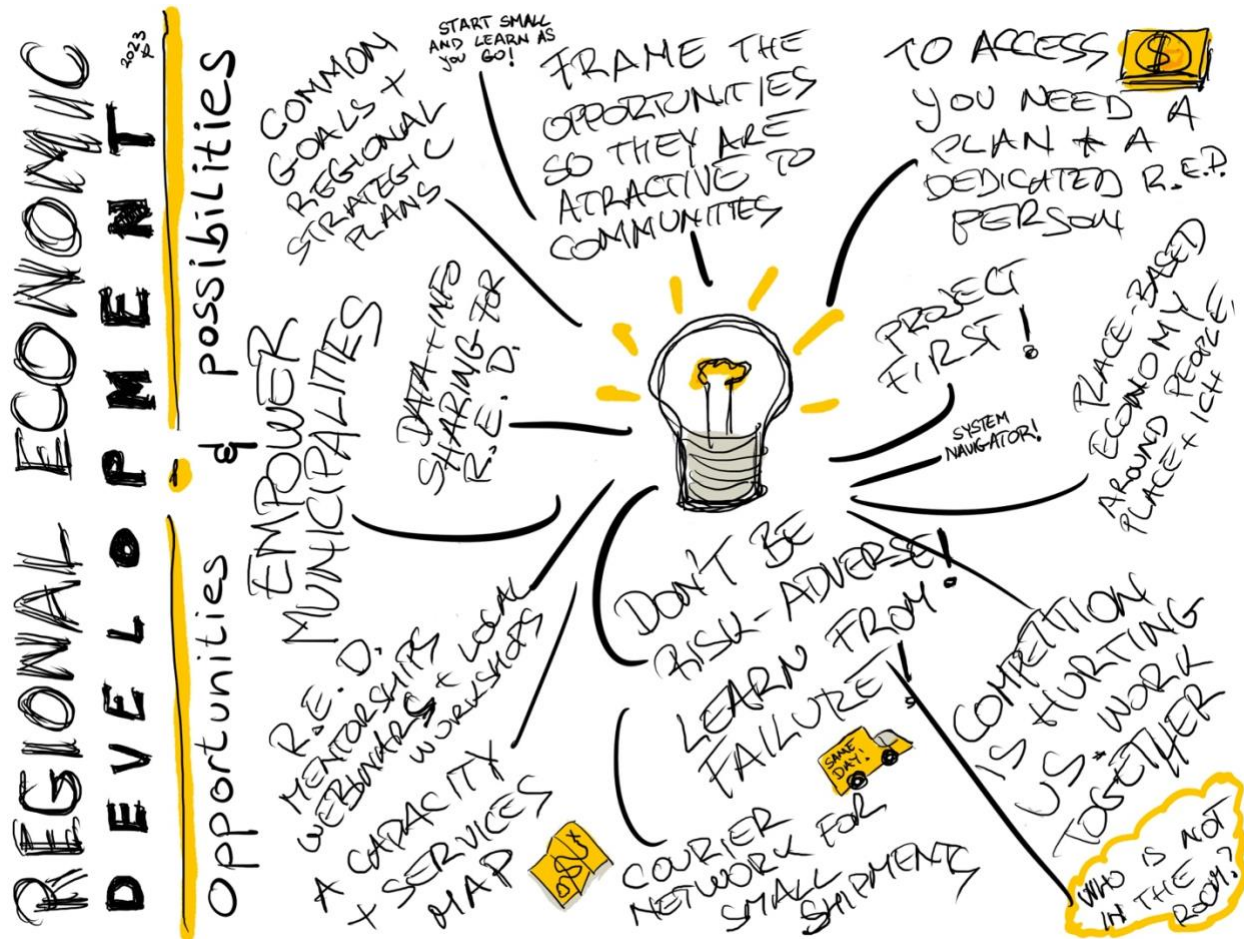 REGIONAL ECONOMIC
DEVELOPMENT
2023
opportunities & possibilities
COMMON
GOALS +
REGIONAL
STRATEGIC
PLANS
START SMALL
AND LEARN AS
YOU GO!
FRAME THE
OPPORTUNITIES
SO THEY ARE
ATRACTIVE TO
COMMUNITIES
TO ACCESS $
YOU NEED A
PLAN + A
DEDICATED R.E.D.
PERSON
PROJECT
FIRST!
SYSTEM
NAVIGATOR!
PLACE-BASED
ECONOMY
AROUND PEOPLE,
PLACE + ICH
COMPETITION
IS HURTING
US * WORK
TOGETHER
WHO IS NOT
IN THE
ROOM?
DON'T BE
RISK-ADVERSE!
LEARN FROM
FAILURE!
SAME
DAY!
COURIER
NETWORK FOR
SMALL
SHIPMENTS
A CAPACITY
+ SERVICES
MAP
R.E.D.
MENTORSHIPS
WEBINARS + LOCAL
WORKSHOPS
EMPOWER
MUNICIPALITIES
DATA + INFO
SHARING FOR
R.E.D.